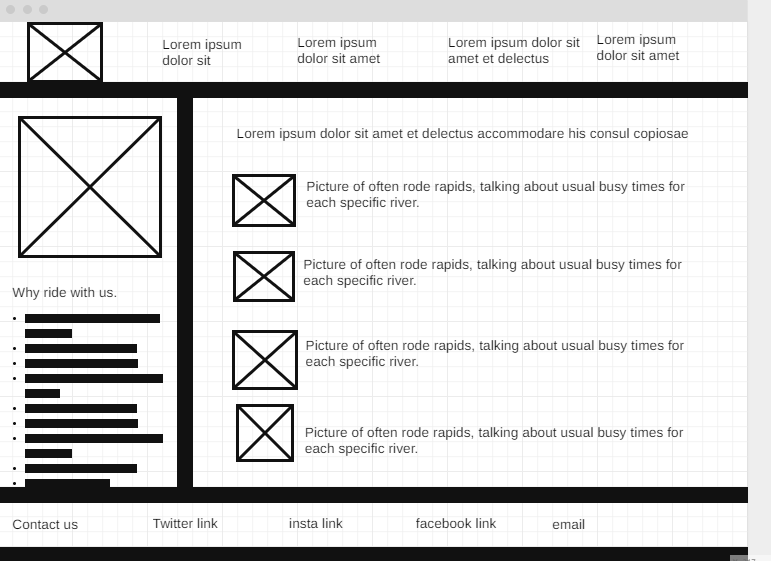 Lorem ipsum
dolor sit
Lorem ipsum
dolor sit amet
Lorem ipsum dolor sit
amet et delectus
Lorem ipsum
dolor sit amet
Lorem ipsum dolor sit amet et delectus accommodare his consul copiosae
Picture of often rode rapids, talking about usual busy times for
each specific river.
Picture of often rode rapids, talking about usual busy times for
each specific river.
Picture of often rode rapids, talking about usual busy times for
each specific river.
Picture of often rode rapids, talking about usual busy times for
each specific river.
Why ride with us.
Contact us
Twitter link
insta link
facebook link
email